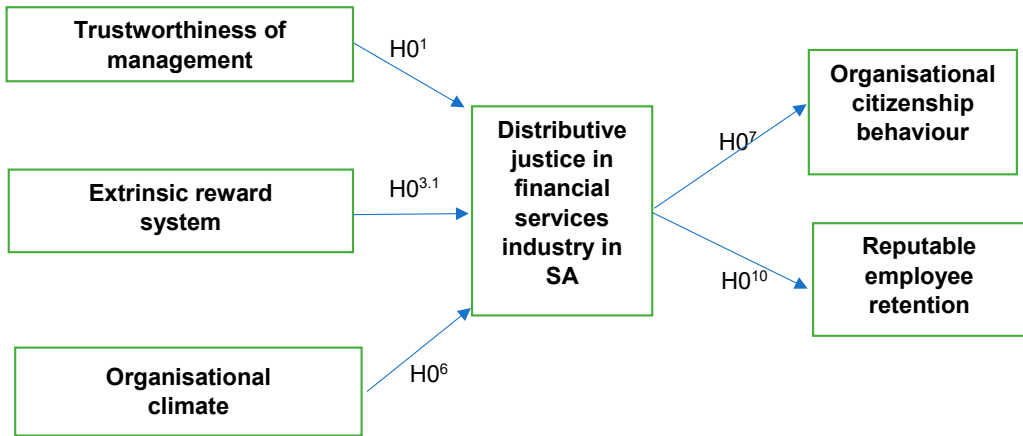 Trustworthiness of
management
H0¹
Extrinsic reward
system
H0³·¹
Organisational
climate
H0⁶
Distributive
justice in
financial
services
industry in
SA
H0⁷
Organisational
citizenship
behaviour
H0¹⁰
Reputable
employee
retention